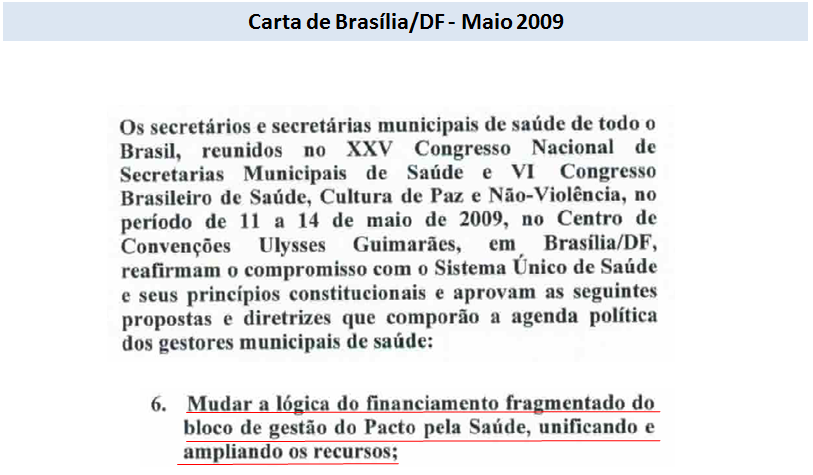 Carta de Brasília/DF - Maio 2009
Os secretários e secretárias municipais de saúde de todo o
Brasil, reunidos no XXV Congresso Nacional de
Secretarias Municipais de Saúde e VI Congresso
Brasileiro de Saúde, Cultura de Paz e Não-Violência, no
período de 11 a 14 de maio de 2009, no Centro de
Convenções Ulysses Guimarães, em Brasília/DF,
reafirmam o compromisso com o Sistema Único de Saúde
e seus princípios constitucionais e aprovam as seguintes
propostas e diretrizes que comporão a agenda política
dos gestores municipais de saúde:
6. Mudar a lógica do financiamento fragmentado do
bloco de gestão do Pacto pela Saúde, unificando e
ampliando os recursos;